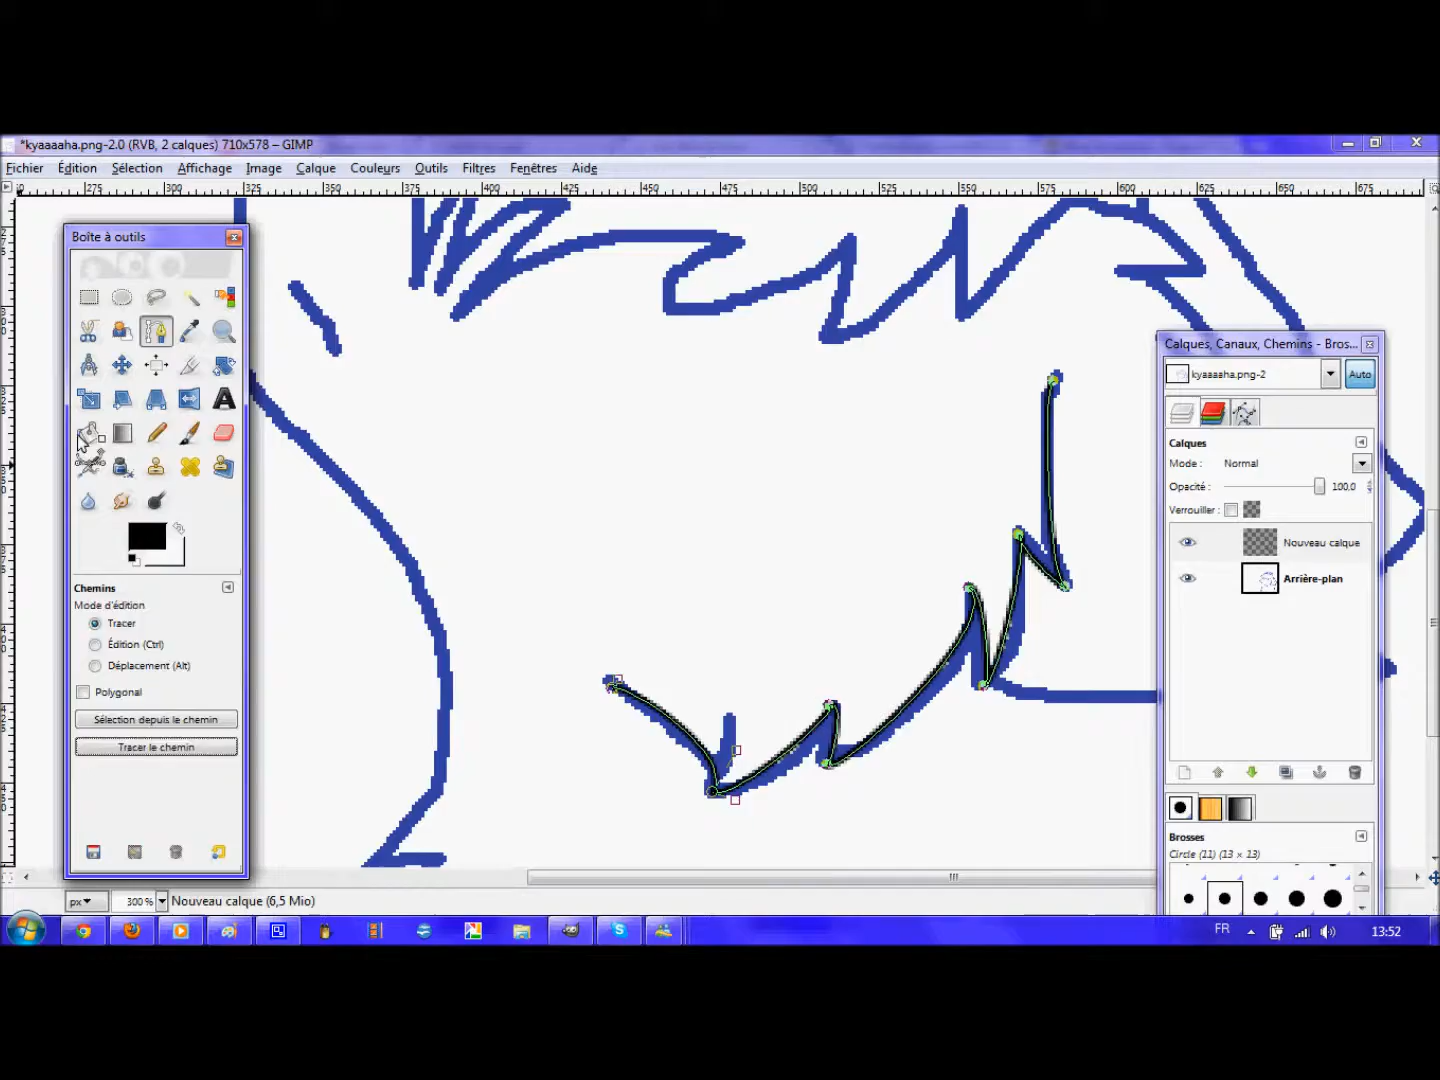 *kyaaaaha.png-2.0 (RVB, 2 calques) 710x578 – GIMP
Fichier Édition Sélection Affichage Image Calque Couleurs Outils Filtres Fenêtres Aide
275 300 325 350 375 400 425 450 475 500 525 550 575 600 625 650 675
Boîte à outils
Chemins
Mode d'édition
Tracer
Édition (Ctrl)
Déplacement (Alt)
Polygonal
Sélection depuis le chemin
Tracer le chemin
Calques, Canaux, Chemins - Bros...
kyaaaaha.png-2
Auto
Calques
Mode : Normal
Opacité : 100,0
Verrouiller :
Nouveau calque
Arrière-plan
Brosses
Circle (11) (13 × 13)
px 300 % Nouveau calque (6,5 Mio)
FR 13:52